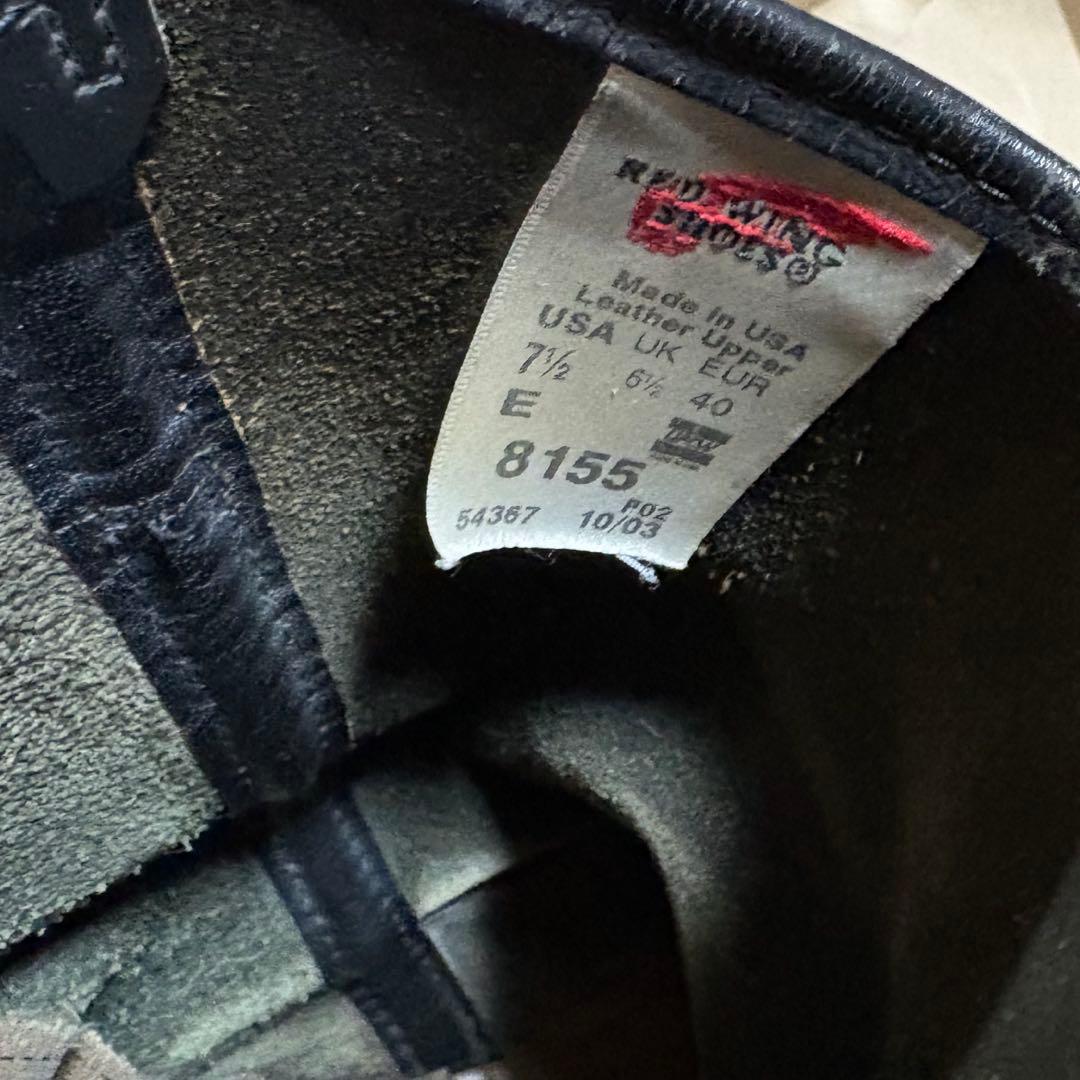 RED WING
SHOES®
Made in USA
Leather Upper
USA UK EUR
7½ 6½ 40
E
8155
F02
54367 10/03